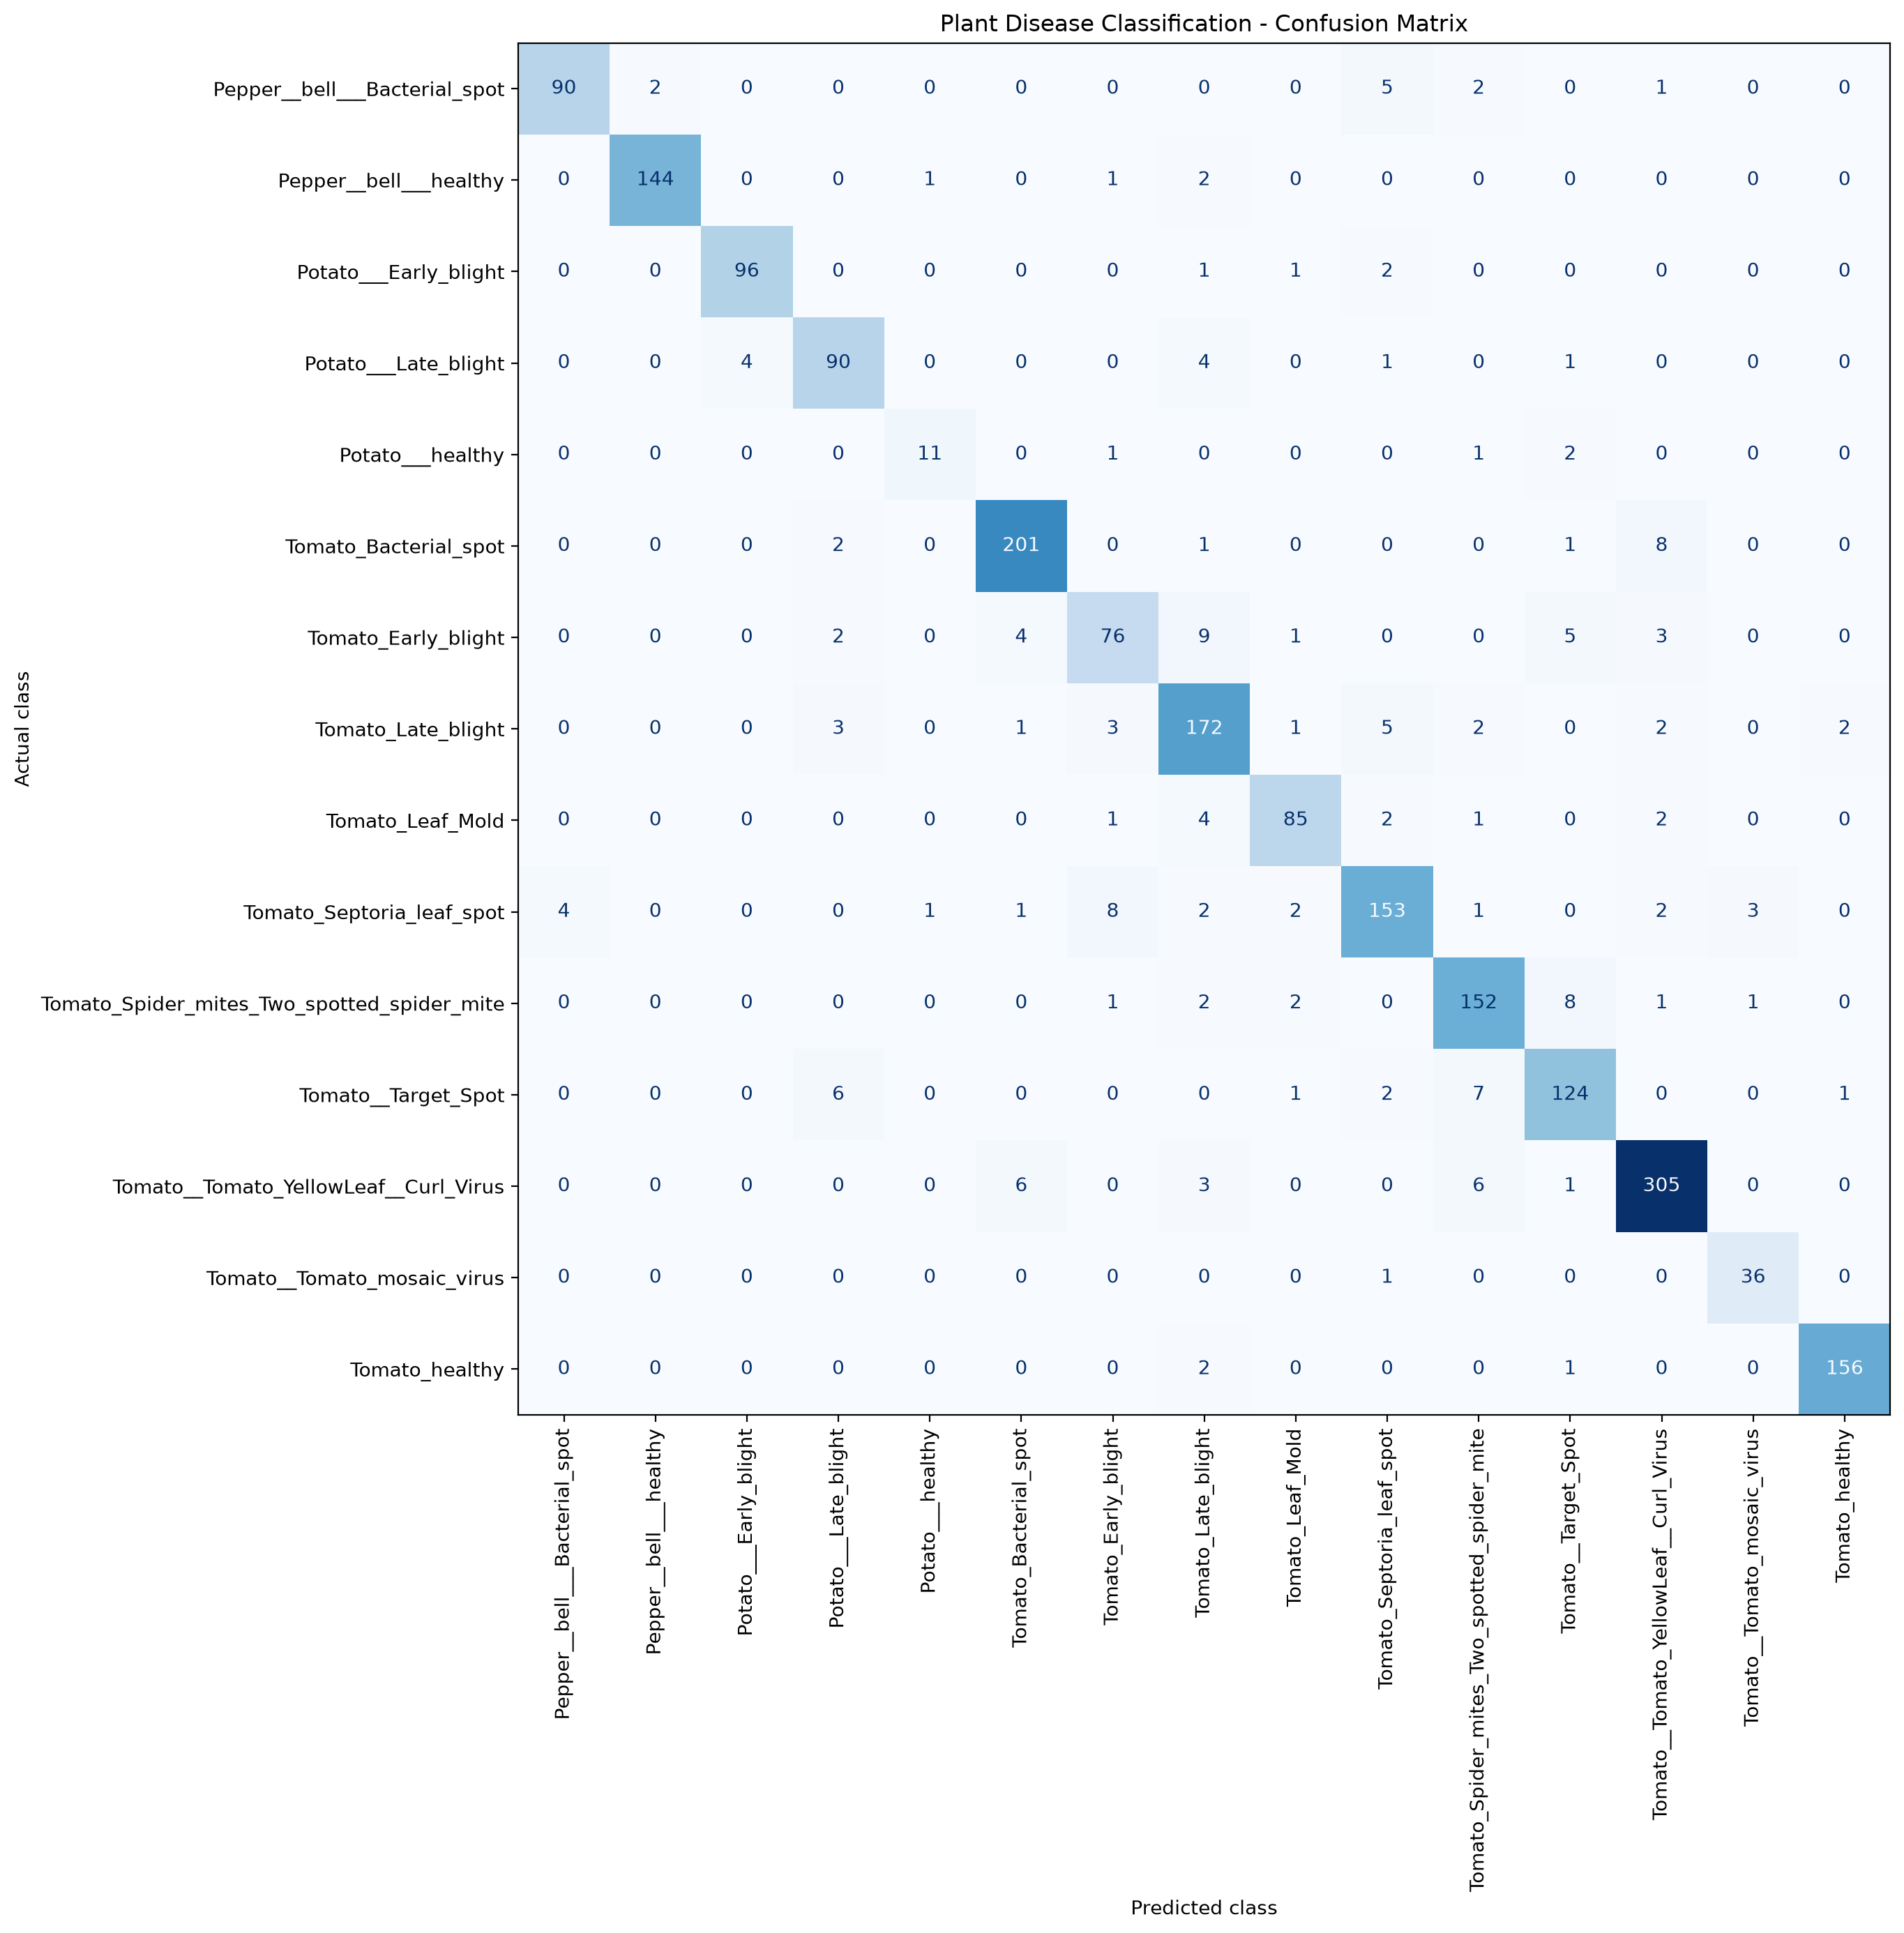 Plant Disease Classification - Confusion Matrix
Actual class
Pepper__bell___Bacterial_spot 90 2 0 0 0 0 0 0 0 5 2 0 1 0 0
Pepper__bell___healthy 0 144 0 0 1 0 1 2 0 0 0 0 0 0 0
Potato___Early_blight 0 0 96 0 0 0 0 1 1 2 0 0 0 0 0
Potato___Late_blight 0 0 4 90 0 0 0 4 0 1 0 1 0 0 0
Potato___healthy 0 0 0 0 11 0 1 0 0 0 1 2 0 0 0
Tomato_Bacterial_spot 0 0 0 2 0 201 0 1 0 0 0 1 8 0 0
Tomato_Early_blight 0 0 0 2 0 4 76 9 1 0 0 5 3 0 0
Tomato_Late_blight 0 0 0 3 0 1 3 172 1 5 2 0 2 0 2
Tomato_Leaf_Mold 0 0 0 0 0 0 1 4 85 2 1 0 2 0 0
Tomato_Septoria_leaf_spot 4 0 0 0 1 1 8 2 2 153 1 0 2 3 0
Tomato_Spider_mites_Two_spotted_spider_mite 0 0 0 0 0 0 1 2 2 0 152 8 1 1 0
Tomato__Target_Spot 0 0 0 6 0 0 0 0 1 2 7 124 0 0 1
Tomato__Tomato_YellowLeaf__Curl_Virus 0 0 0 0 0 6 0 3 0 0 6 1 305 0 0
Tomato__Tomato_mosaic_virus 0 0 0 0 0 0 0 0 0 1 0 0 0 36 0
Tomato_healthy 0 0 0 0 0 0 0 2 0 0 0 1 0 0 156
Pepper__bell___Bacterial_spot
Pepper__bell___healthy
Potato___Early_blight
Potato___Late_blight
Potato___healthy
Tomato_Bacterial_spot
Tomato_Early_blight
Tomato_Late_blight
Tomato_Leaf_Mold
Tomato_Septoria_leaf_spot
Tomato_Spider_mites_Two_spotted_spider_mite
Tomato__Target_Spot
Tomato__Tomato_YellowLeaf__Curl_Virus
Tomato__Tomato_mosaic_virus
Tomato_healthy
Predicted class